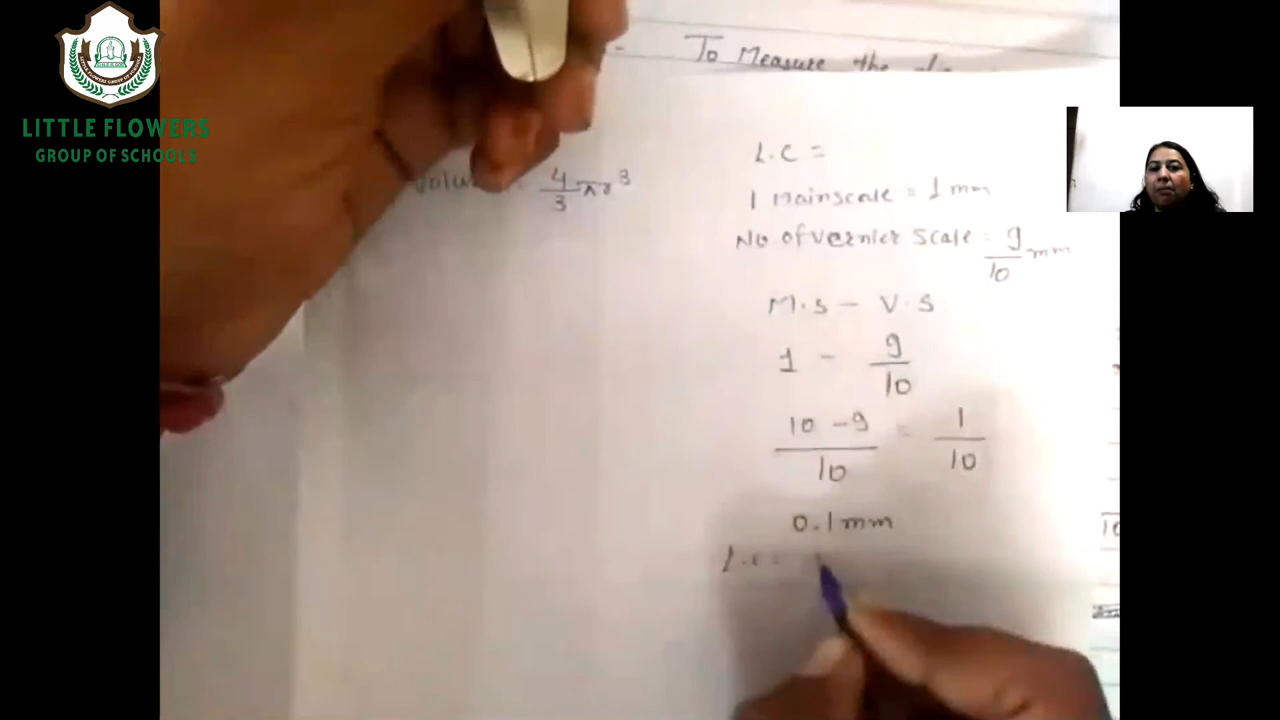 LITTLE FLOWERS
GROUP OF SCHOOLS
To Measure the
= 4/3 πr³
L.C =
1 Mainscale = 1 mm
No of vernier scale = 9/10 mm
M.S – V.S
1 – 9/10
10 – 9/10 = 1/10
0.1 mm
L.C =